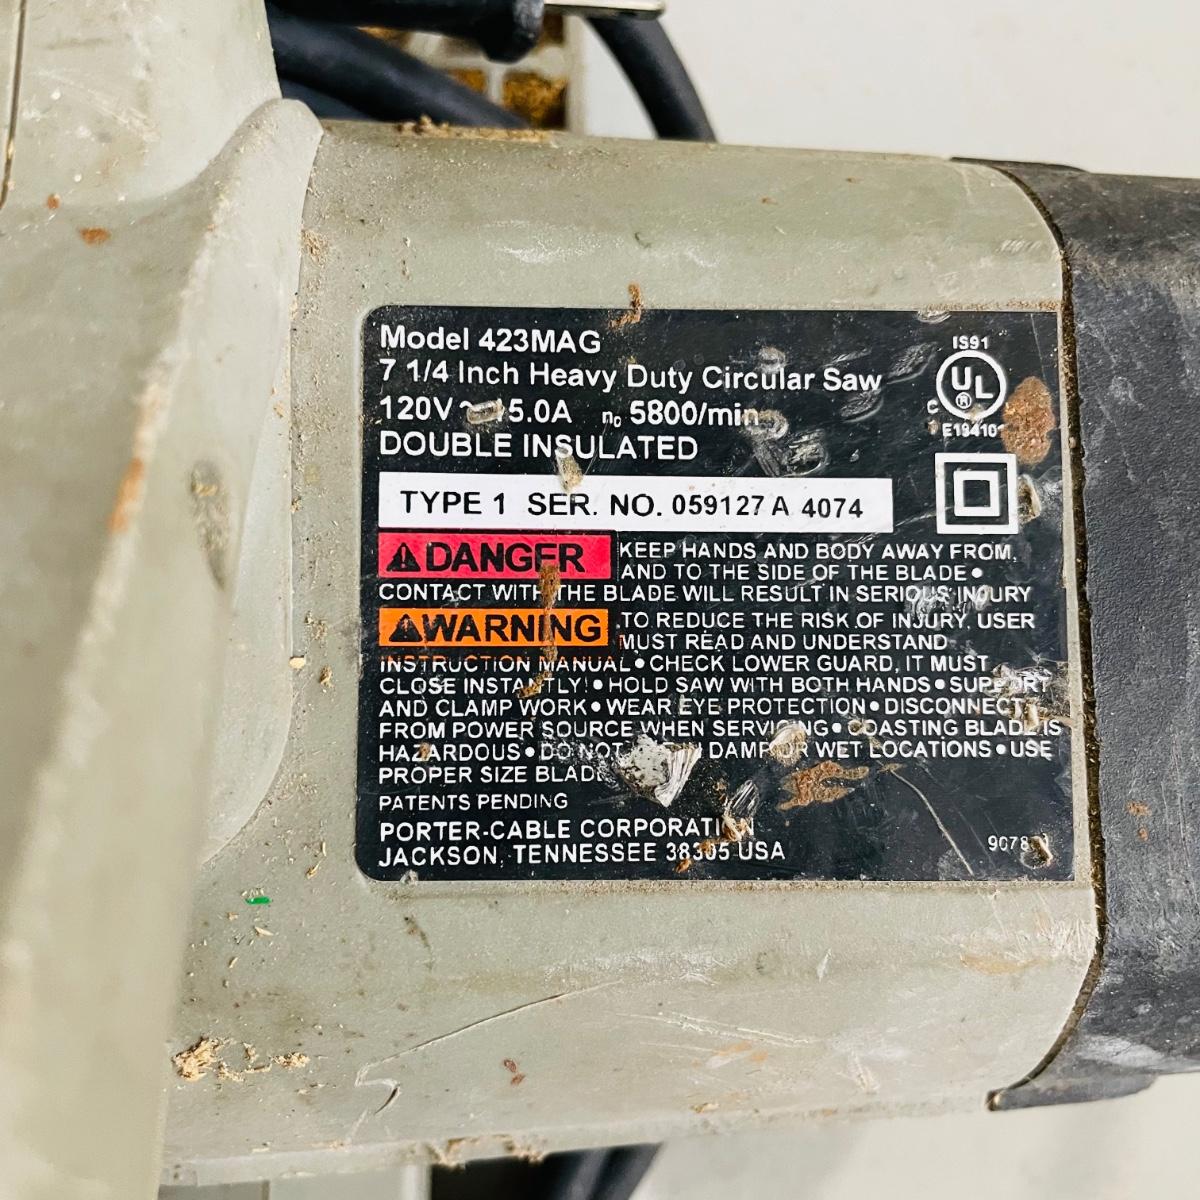 Model 423MAG
7 1/4 Inch Heavy Duty Circular Saw
120V~ 15.0A n₀ 5800/min
DOUBLE INSULATED
IS91
UL
®
C
TYPE 1 SER. NO. 059127 A 4074
DANGER KEEP HANDS AND BODY AWAY FROM,
AND TO THE SIDE OF THE BLADE •
CONTACT WITH THE BLADE WILL RESULT IN SERIOUS INJURY
WARNING TO REDUCE THE RISK OF INJURY, USER
MUST READ AND UNDERSTAND
INSTRUCTION MANUAL • CHECK LOWER GUARD, IT MUST
CLOSE INSTANTLY! • HOLD SAW WITH BOTH HANDS • SUPPORT
AND CLAMP WORK • WEAR EYE PROTECTION • DISCONNECT
FROM POWER SOURCE WHEN SERVICING • COASTING BLADE IS
HAZARDOUS • DO NOT IN DAMP OR WET LOCATIONS • USE
PROPER SIZE BLADE
PATENTS PENDING
PORTER-CABLE CORPORATION
JACKSON, TENNESSEE 38305 USA